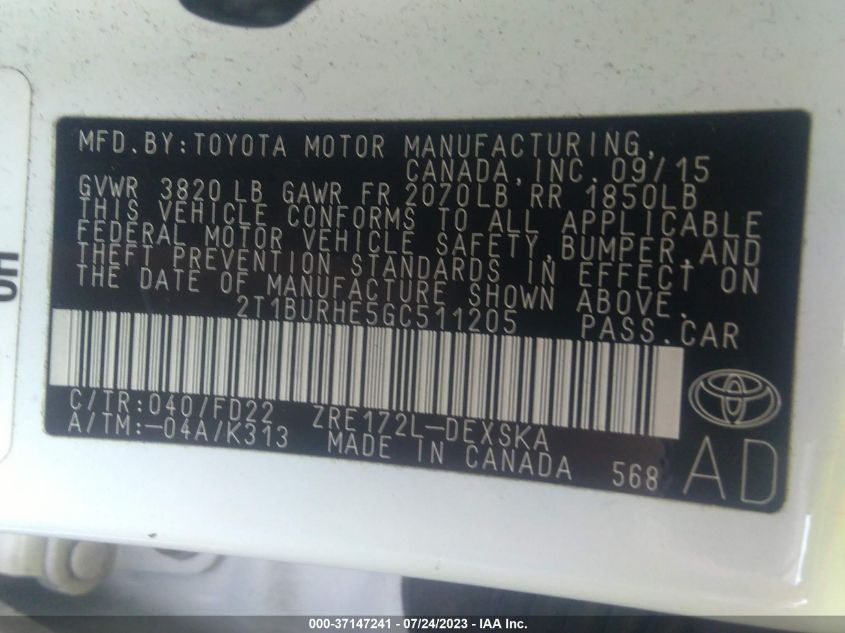 MFD.BY:TOYOTA MOTOR MANUFACTURING,
CANADA,INC. 09/15
GVWR 3820 LB GAWR FR 2070LB RR 1850LB
THIS VEHICLE CONFORMS TO ALL APPLICABLE
FEDERAL MOTOR VEHICLE SAFETY,BUMPER,AND
THEFT PREVENTION STANDARDS IN EFFECT ON
THE DATE OF MANUFACTURE SHOWN ABOVE.
2T1BURHE5GC511205 PASS.CAR
C/TR:040/FD22 ZRE172L-DEXSKA
A/TM:-04A/K313 MADE IN CANADA 568 AD
000-37147241 - 07/24/2023 - IAA Inc.